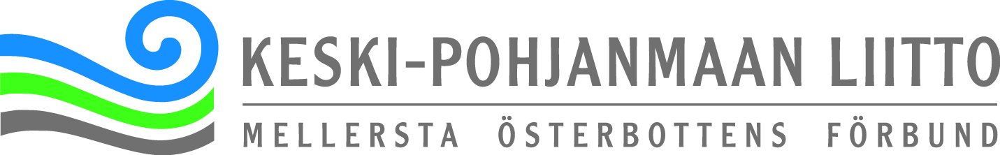 KESKI-POHJANMAAN LIITTO
MELLERSTA ÖSTERBOTTENS FÖRBUND